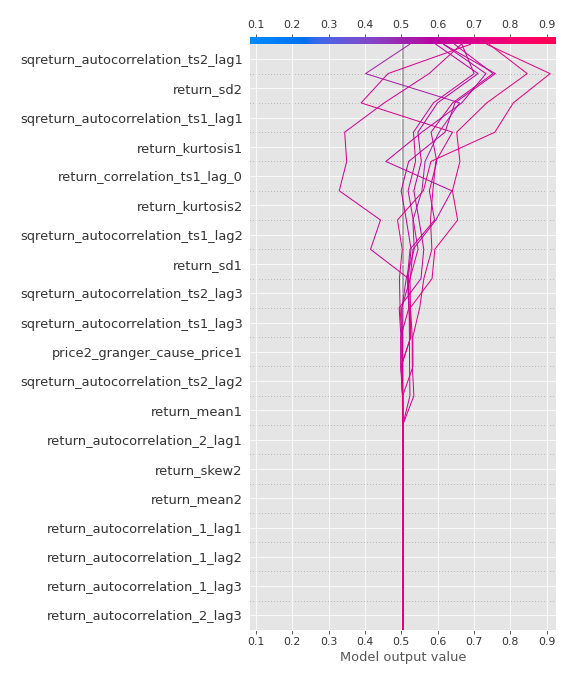 0.1 0.2 0.3 0.4 0.5 0.6 0.7 0.8 0.9
sqreturn_autocorrelation_ts2_lag1
return_sd2
sqreturn_autocorrelation_ts1_lag1
return_kurtosis1
return_correlation_ts1_lag_0
return_kurtosis2
sqreturn_autocorrelation_ts1_lag2
return_sd1
sqreturn_autocorrelation_ts2_lag3
sqreturn_autocorrelation_ts1_lag3
price2_granger_cause_price1
sqreturn_autocorrelation_ts2_lag2
return_mean1
return_autocorrelation_2_lag1
return_skew2
return_mean2
return_autocorrelation_1_lag1
return_autocorrelation_1_lag2
return_autocorrelation_1_lag3
return_autocorrelation_2_lag3
0.1 0.2 0.3 0.4 0.5 0.6 0.7 0.8 0.9
Model output value